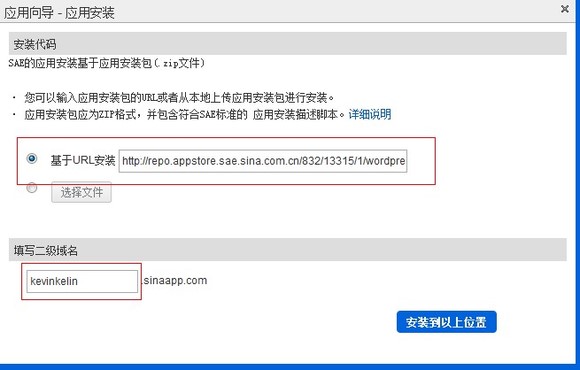 应用向导 - 应用安装
安装代码
SAE的应用安装基于应用安装包( .zip文件)
· 您可以输入应用安装包的URL或者从本地上传应用安装包进行安装。
· 应用安装包应为ZIP格式，并包含符合SAE标准的 应用安装描述脚本。详细说明
基于URL安装 http://repo.appstore.sae.sina.com.cn/832/13315/1/wordpre
选择文件
填写二级域名
kevinkelin .sinaapp.com
安装到以上位置